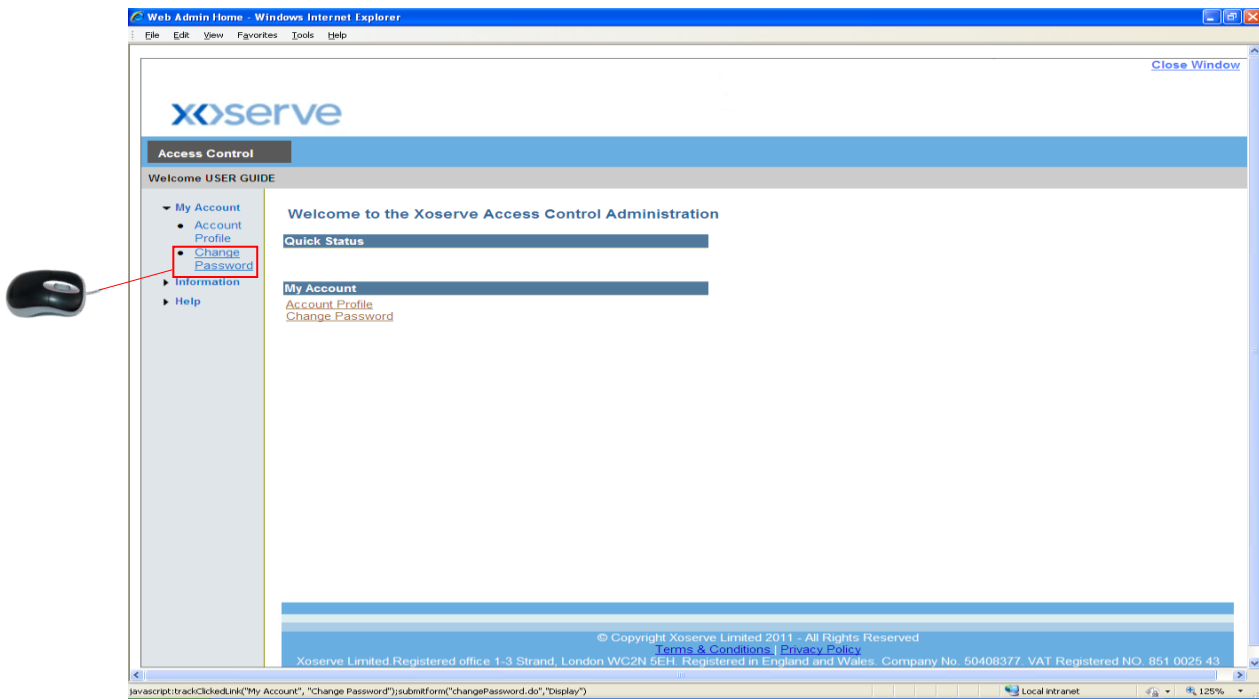 Web Admin Home - Windows Internet Explorer
File Edit View Favorites Tools Help
Close Window
xoserve
Access Control
Welcome USER GUIDE
My Account
Account
Profile
Change
Password
Information
Help
Welcome to the Xoserve Access Control Administration
Quick Status
My Account
Account Profile
Change Password
© Copyright Xoserve Limited 2011 - All Rights Reserved
Terms & Conditions | Privacy Policy
Xoserve Limited Registered office 1-3 Strand, London WC2N 5EH. Registered in England and Wales. Company No. 50408377. VAT Registered NO. 851 0025 43
javascript:trackClickedLink("My Account", "Change Password");submitform("changePassword.do","Display")
Local intranet
125%